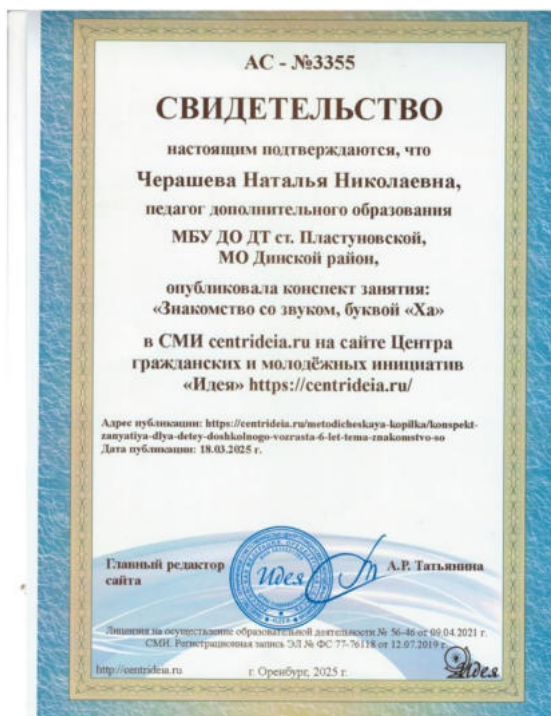 АС - №3355
СВИДЕТЕЛЬСТВО
настоящим подтверждаются, что
Черашева Наталья Николаевна,
педагог дополнительного образования
МБУ ДО ДТ ст. Пластуновской,
МО Динской район,
опубликовала конспект занятия:
«Знакомство со звуком, буквой «Ха»
в СМИ centrideia.ru на сайте Центра
гражданских и молодёжных инициатив
«Идея» https://centrideia.ru/
Адрес публикации: https://centrideia.ru/metodicheskaya-kopilka/konspekt-
zanyatiya-dlya-detey-doshkolnogo-vozrasta-6-let-tema-znakomstvo-so
Дата публикации: 18.03.2025 г.
Главный редактор
сайта
Идея
А.Р. Татьянина
Лицензия на осуществление образовательной деятельности № 56-46 от 09.04.2021 г.
СМИ. Регистрационная запись ЭЛ № ФС 77-76118 от 12.07.2019 г.
http://centrideia.ru
г. Оренбург, 2025 г.
Идея